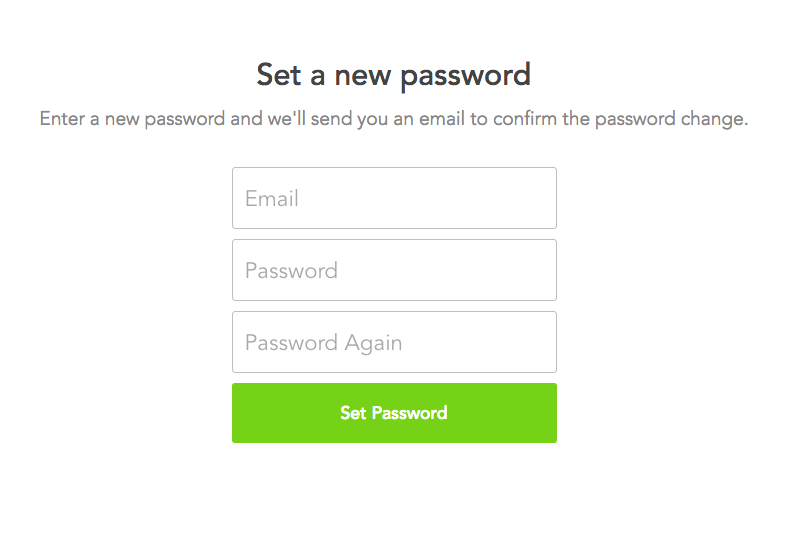 Set a new password
Enter a new password and we'll send you an email to confirm the password change.
Email
Password
Password Again
Set Password